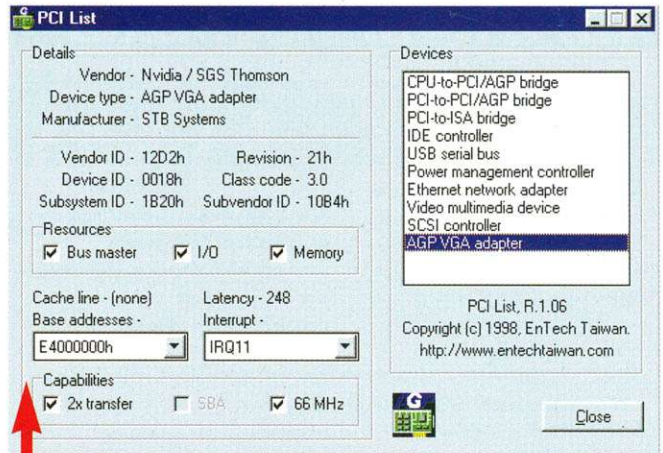 PCI List
Details
Vendor - Nvidia / SGS Thomson
Device type - AGP VGA adapter
Manufacturer - STB Systems
Vendor ID - 12D2h Revision - 21h
Device ID - 0018h Class code - 3.0
Subsystem ID - 1B20h Subvendor ID - 10B4h
Resources
Bus master I/O Memory
Cache line - (none) Latency - 248
Base addresses - Interrupt -
E4000000h IRQ11
Capabilities
2x transfer SBA 66 MHz
Devices
CPU-to-PCI/AGP bridge
PCI-to-PCI/AGP bridge
PCI-to-ISA bridge
IDE controller
USB serial bus
Power management controller
Ethernet network adapter
Video multimedia device
SCSI controller
AGP VGA adapter
PCI List, R.1.06
Copyright (c) 1998, EnTech Taiwan.
http://www.entechtaiwan.com
G
Close